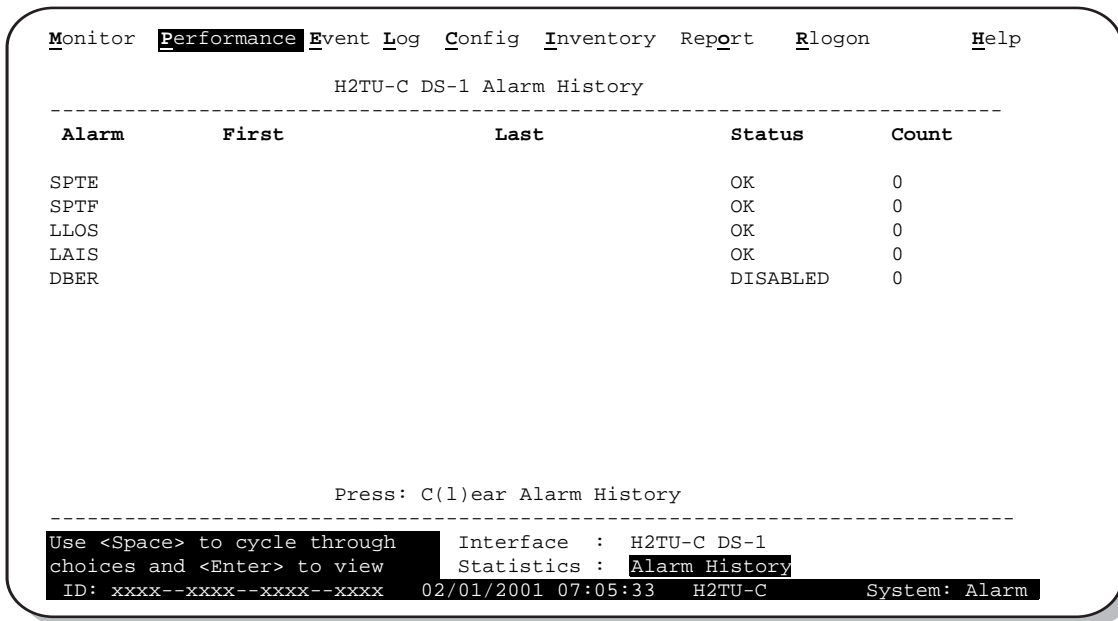 Monitor Performance Event Log Config Inventory Report Rlogon Help
H2TU-C DS-1 Alarm History
--------------------------------------------------------------------------------
Alarm First Last Status Count
SPTE OK 0
SPTF OK 0
LLOS OK 0
LAIS OK 0
DBER DISABLED 0
Press: C(l)ear Alarm History
--------------------------------------------------------------------------------
Use <Space> to cycle through Interface : H2TU-C DS-1
choices and <Enter> to view Statistics : Alarm History
ID: xxxx--xxxx--xxxx--xxxx 02/01/2001 07:05:33 H2TU-C System: Alarm